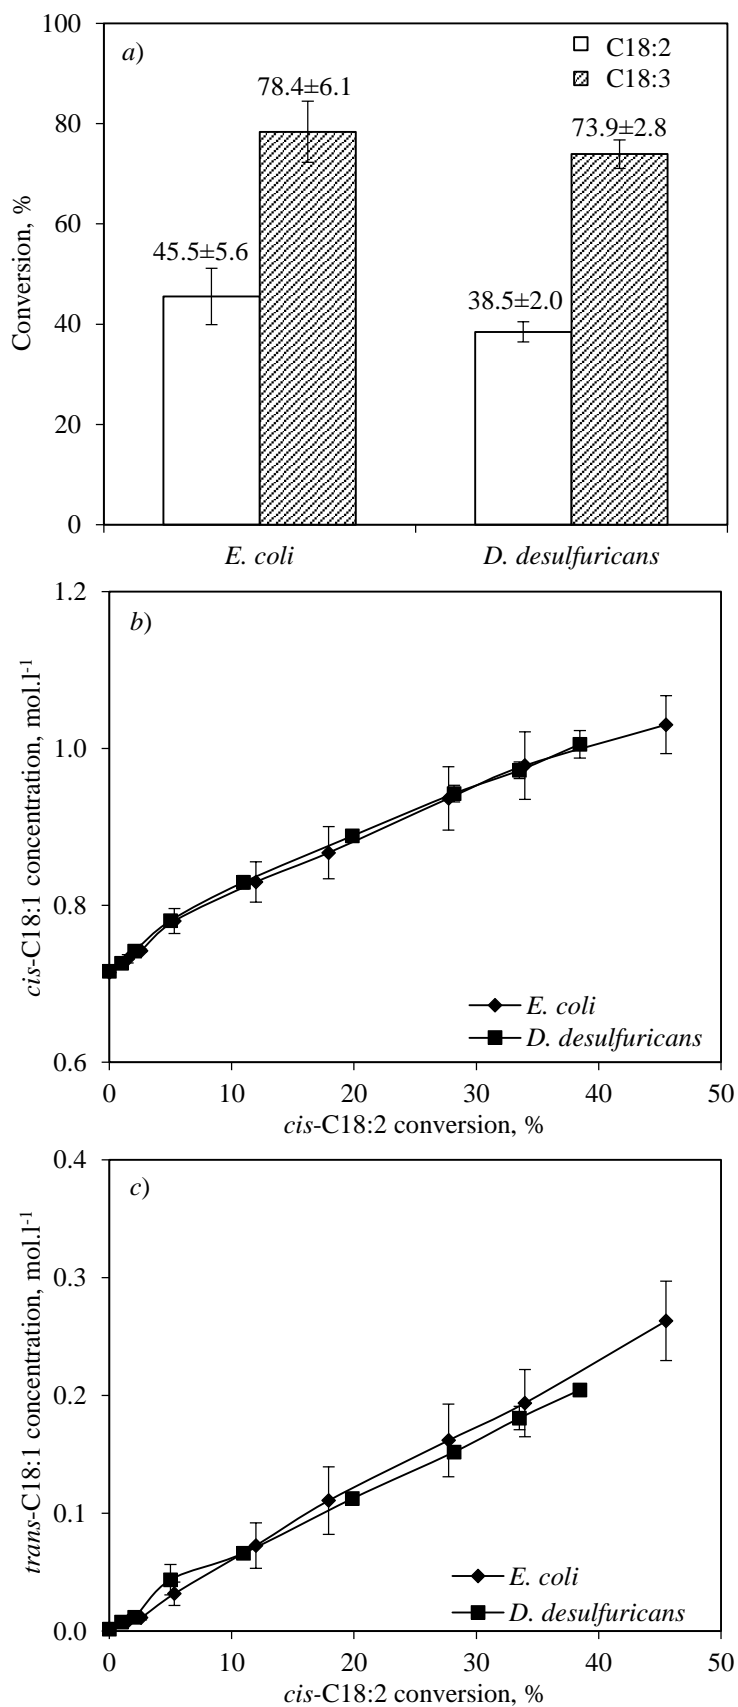 100
a)
C18:2
C18:3
78.4±6.1
80
73.9±2.8
60
45.5±5.6
38.5±2.0
40
20
0
Conversion, %
E. coli
D. desulfuricans
1.2
b)
1.0
0.8
0.6
cis-C18:1 concentration, mol.l-1
E. coli
D. desulfuricans
0 10 20 30 40 50
cis-C18:2 conversion, %
0.4
c)
0.3
0.2
0.1
0.0
trans-C18:1 concentration, mol.l-1
E. coli
D. desulfuricans
0 10 20 30 40 50
cis-C18:2 conversion, %